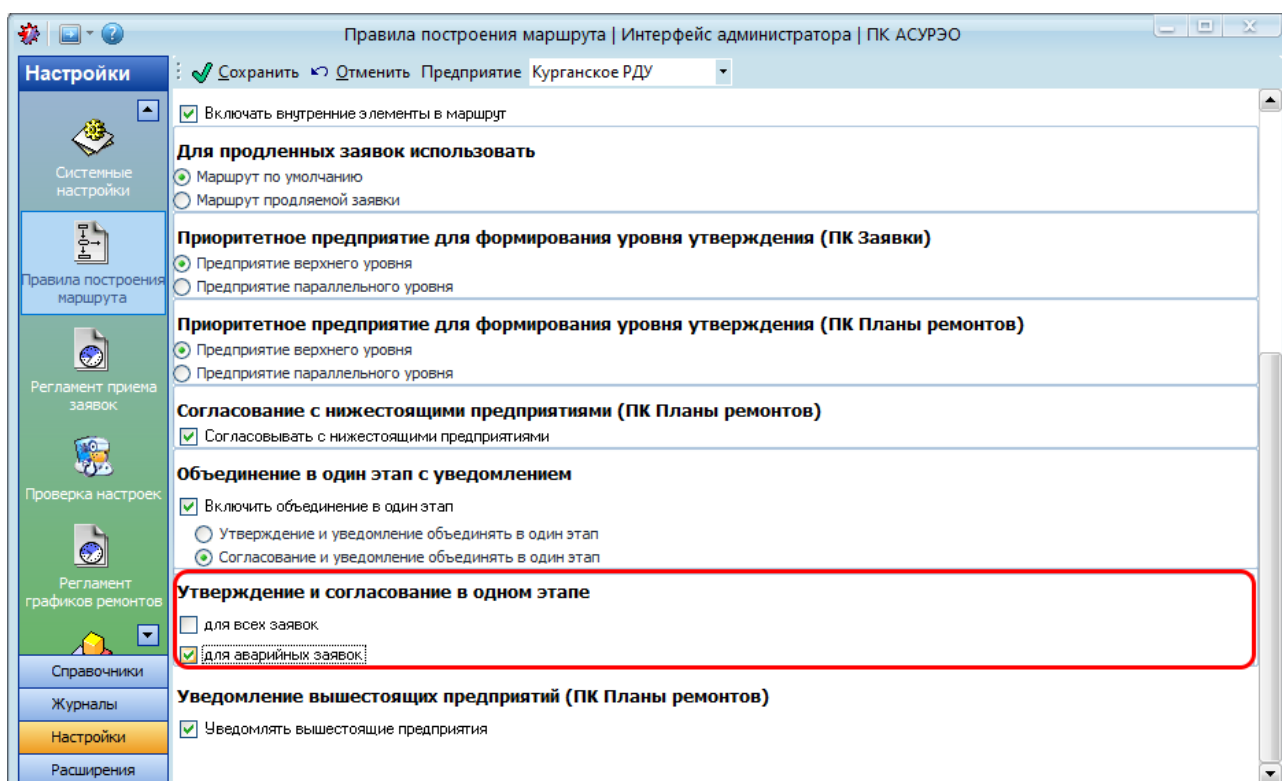 Правила построения маршрута | Интерфейс администратора | ПК АСУРЭО
Настройки
Сохранить Отменить Предприятие Курганское РДУ
Системные
настройки
Правила построения
маршрута
Регламент приема
заявок
Проверка настроек
Регламент
графиков ремонтов
Справочники
Журналы
Настройки
Расширения
Включать внутренние элементы в маршрут
Для продленных заявок использовать
Маршрут по умолчанию
Маршрут продляемой заявки
Приоритетное предприятие для формирования уровня утверждения (ПК Заявки)
Предприятие верхнего уровня
Предприятие параллельного уровня
Приоритетное предприятие для формирования уровня утверждения (ПК Планы ремонтов)
Предприятие верхнего уровня
Предприятие параллельного уровня
Согласование с нижестоящими предприятиями (ПК Планы ремонтов)
Согласовывать с нижестоящими предприятиями
Объединение в один этап с уведомлением
Включить объединение в один этап
Утверждение и уведомление объединять в один этап
Согласование и уведомление объединять в один этап
Утверждение и согласование в одном этапе
для всех заявок
для аварийных заявок
Уведомление вышестоящих предприятий (ПК Планы ремонтов)
Уведомлять вышестоящие предприятия